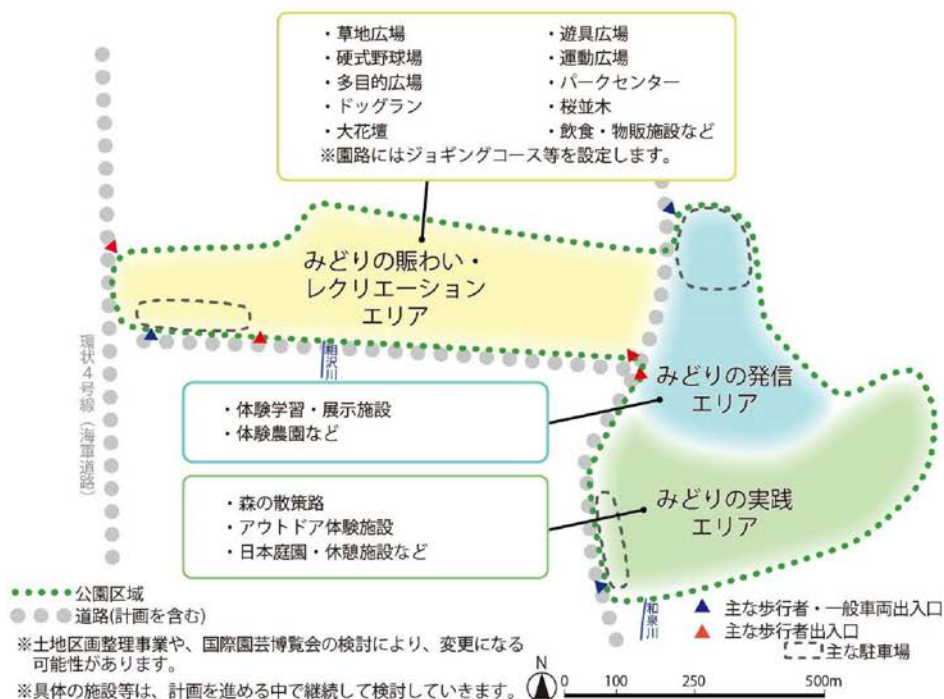 ・草地広場
・硬式野球場
・多目的広場
・ドッグラン
・大花壇
・遊具広場
・運動広場
・パークセンター
・桜並木
・飲食・物販施設など
※園路にはジョギングコース等を設定します。
みどりの賑わい・
レクリエーション
エリア
環状4号線（海軍道路）
相沢川
みどりの発信
エリア
・体験学習・展示施設
・体験農園など
みどりの実践
エリア
・森の散策路
・アウトドア体験施設
・日本庭園・休憩施設など
和泉川
公園区域
道路(計画を含む)
※土地区画整理事業や、国際園芸博覧会の検討により、変更になる
可能性があります。
※具体の施設等は、計画を進める中で継続して検討していきます。
主な歩行者・一般車両出入口
主な歩行者出入口
主な駐車場
N
0 100 250 500m